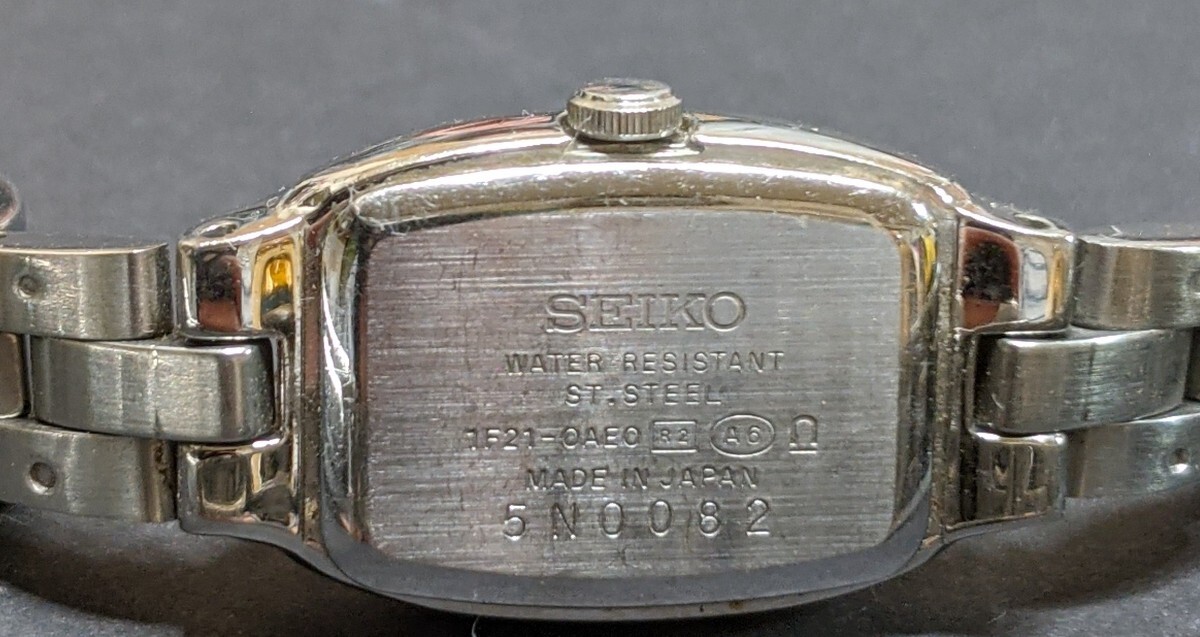 SEIKO
WATER RESISTANT
ST. STEEL
1F21-0AE0 R2 A6 Ω
MADE IN JAPAN
5N0082